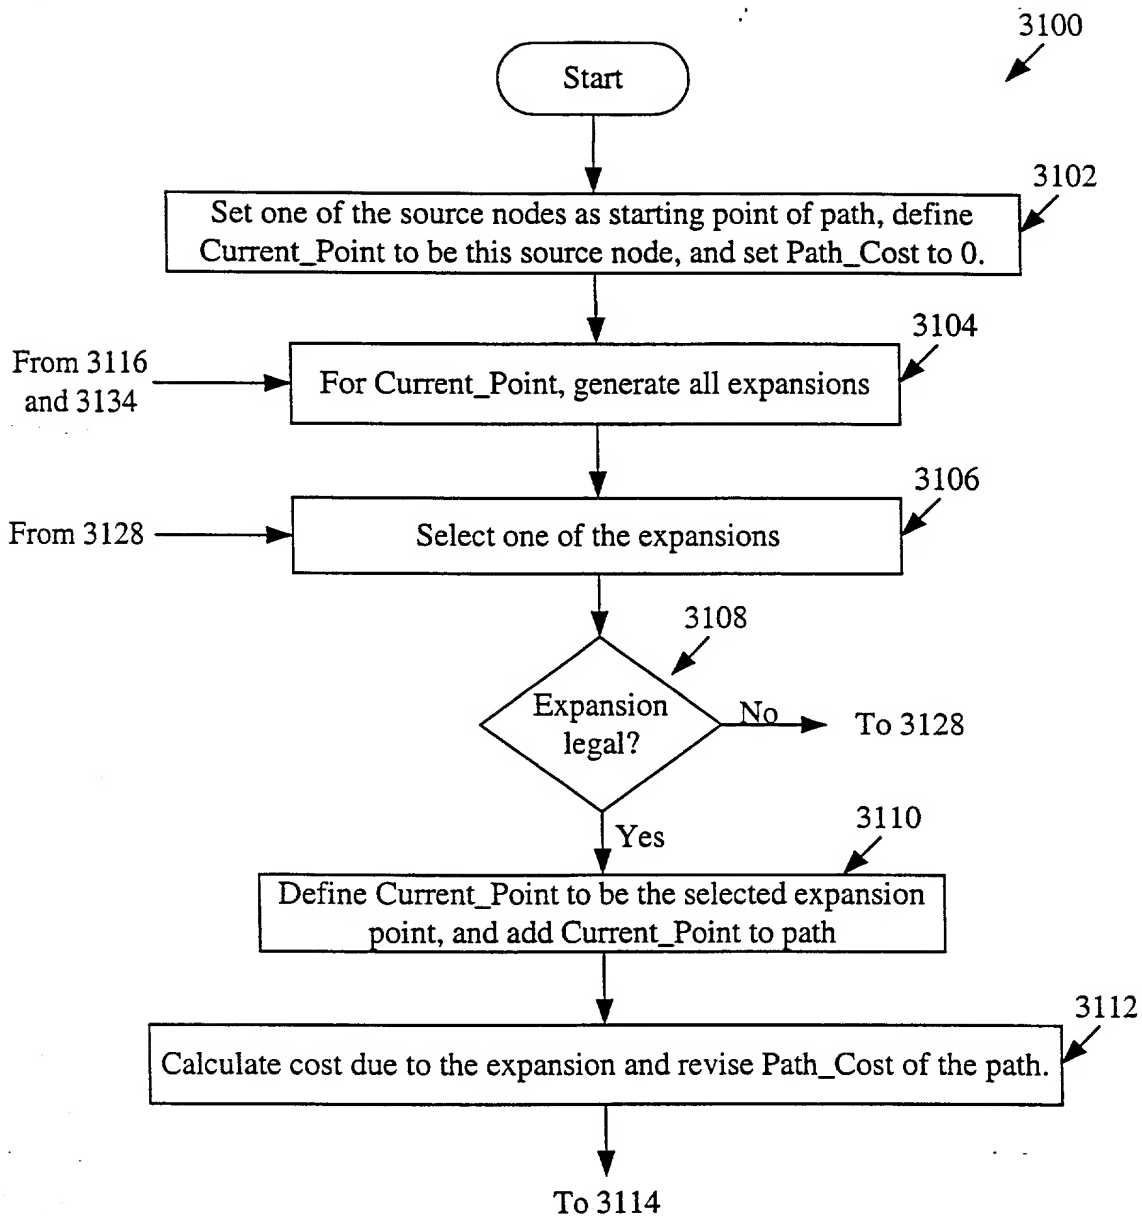 3100
Start
3102
Set one of the source nodes as starting point of path, define
Current_Point to be this source node, and set Path_Cost to 0.
3104
From 3116
and 3134
For Current_Point, generate all expansions
3106
From 3128
Select one of the expansions
3108
Expansion
legal?
No
To 3128
Yes
3110
Define Current_Point to be the selected expansion
point, and add Current_Point to path
3112
Calculate cost due to the expansion and revise Path_Cost of the path.
To 3114